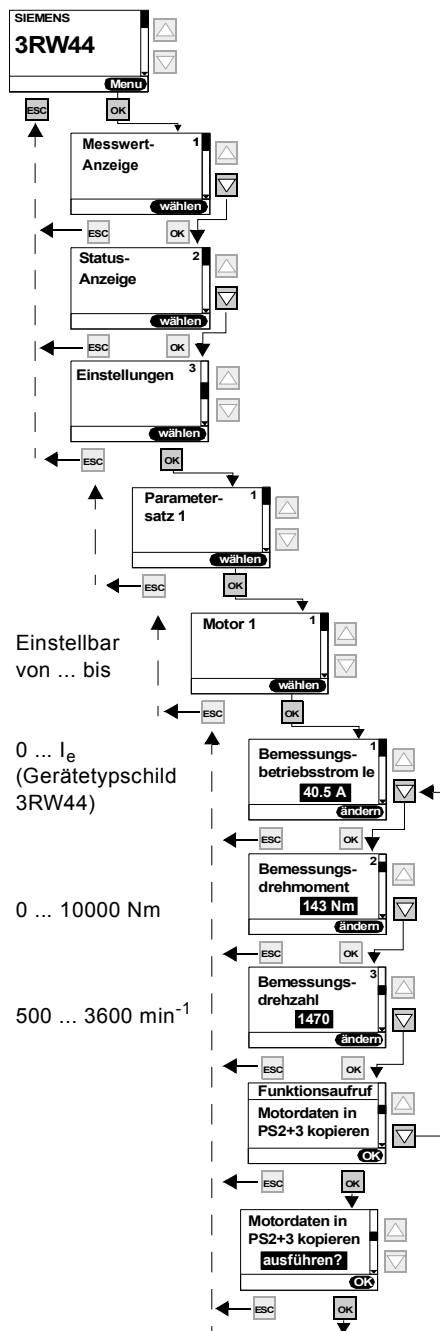 SIEMENS
3RW44
Menu
ESC
OK
Messwert-
Anzeige
1
wählen
ESC
OK
Status-
Anzeige
2
wählen
ESC
OK
Einstellungen
3
wählen
ESC
OK
Parameter-
satz 1
1
wählen
ESC
OK
Motor 1
1
wählen
ESC
OK
Einstellbar
von ... bis
0 ... Ie
(Gerätetypschild
3RW44)
Bemessungs-
betriebsstrom Ie
1
40.5 A
ändern
ESC
OK
0 ... 10000 Nm
Bemessungs-
drehmoment
2
143 Nm
ändern
ESC
OK
500 ... 3600 min-1
Bemessungs-
drehzahl
3
1470
ändern
ESC
OK
Funktionsaufruf
Motordaten in
PS2+3 kopieren
OK
ESC
OK
Motordaten in
PS2+3 kopieren
ausführen?
OK
ESC
OK